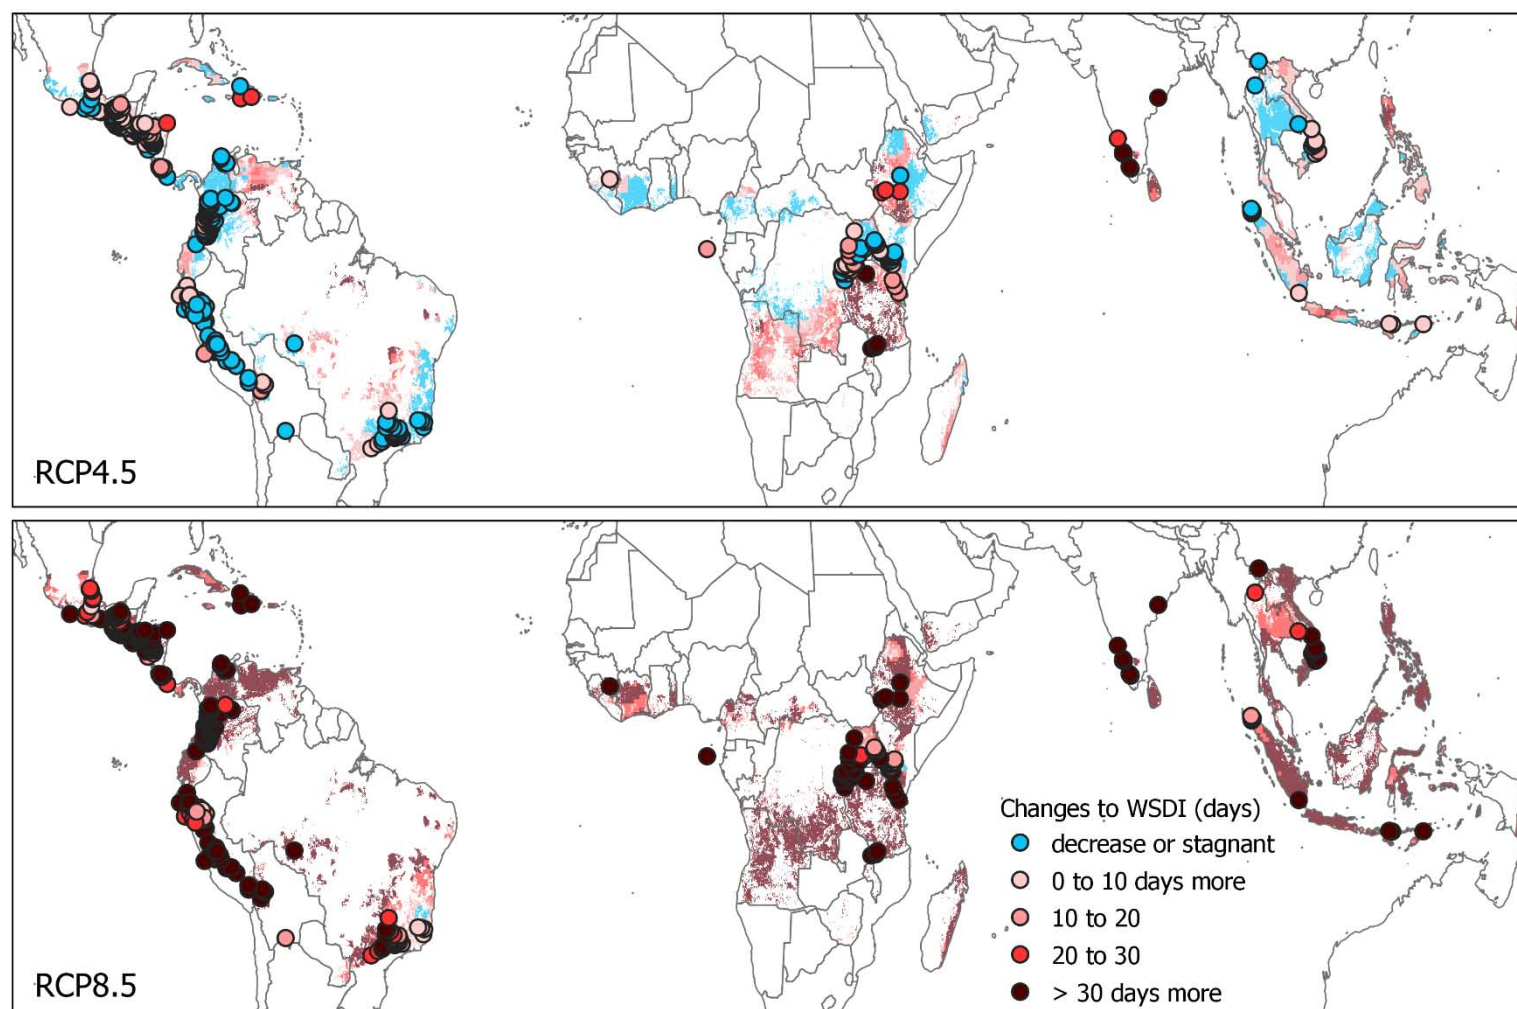 RCP4.5
Changes to WSDI (days)
decrease or stagnant
0 to 10 days more
10 to 20
20 to 30
> 30 days more
RCP8.5